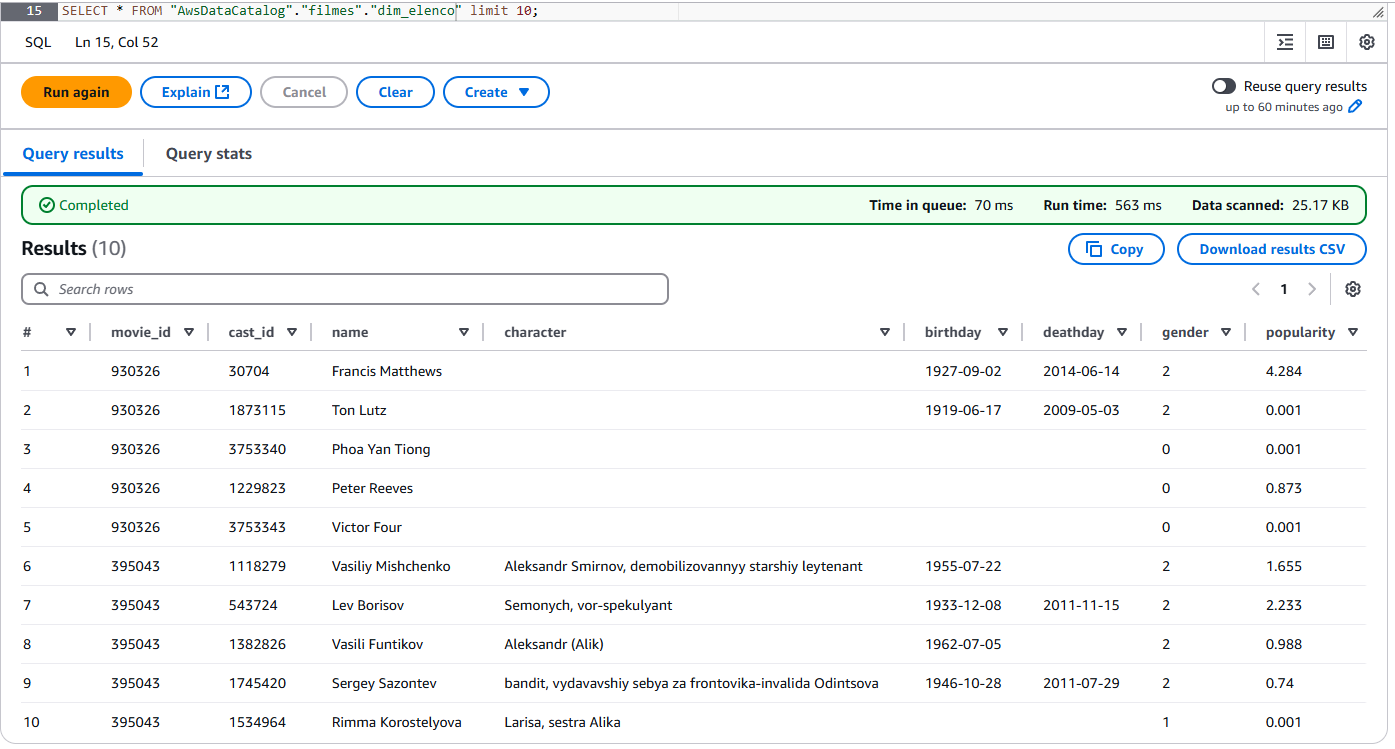 15 SELECT * FROM "AwsDataCatalog"."filmes"."dim_elenco" limit 10;
SQL Ln 15, Col 52
Run again Explain Cancel Clear Create Reuse query results
up to 60 minutes ago
Query results Query stats
Completed Time in queue: 70 ms Run time: 563 ms Data scanned: 25.17 KB
Results (10) Copy Download results CSV
Search rows 1
# movie_id cast_id name character birthday deathday gender popularity
1 930326 30704 Francis Matthews 1927-09-02 2014-06-14 2 4.284
2 930326 1873115 Ton Lutz 1919-06-17 2009-05-03 2 0.001
3 930326 3753340 Phoa Yan Tiong 0 0.001
4 930326 1229823 Peter Reeves 0 0.873
5 930326 3753343 Victor Four 0 0.001
6 395043 1118279 Vasiliy Mishchenko Aleksandr Smirnov, demobilizovannyy starshiy leytenant 1955-07-22 2 1.655
7 395043 543724 Lev Borisov Semonych, vor-spekulyant 1933-12-08 2011-11-15 2 2.233
8 395043 1382826 Vasili Funtikov Aleksandr (Alik) 1962-07-05 2 0.988
9 395043 1745420 Sergey Sazontev bandit, vydavavshiy sebya za frontovika-invalida Odintsova 1946-10-28 2011-07-29 2 0.74
10 395043 1534964 Rimma Korostelyova Larisa, sestra Alika 1 0.001